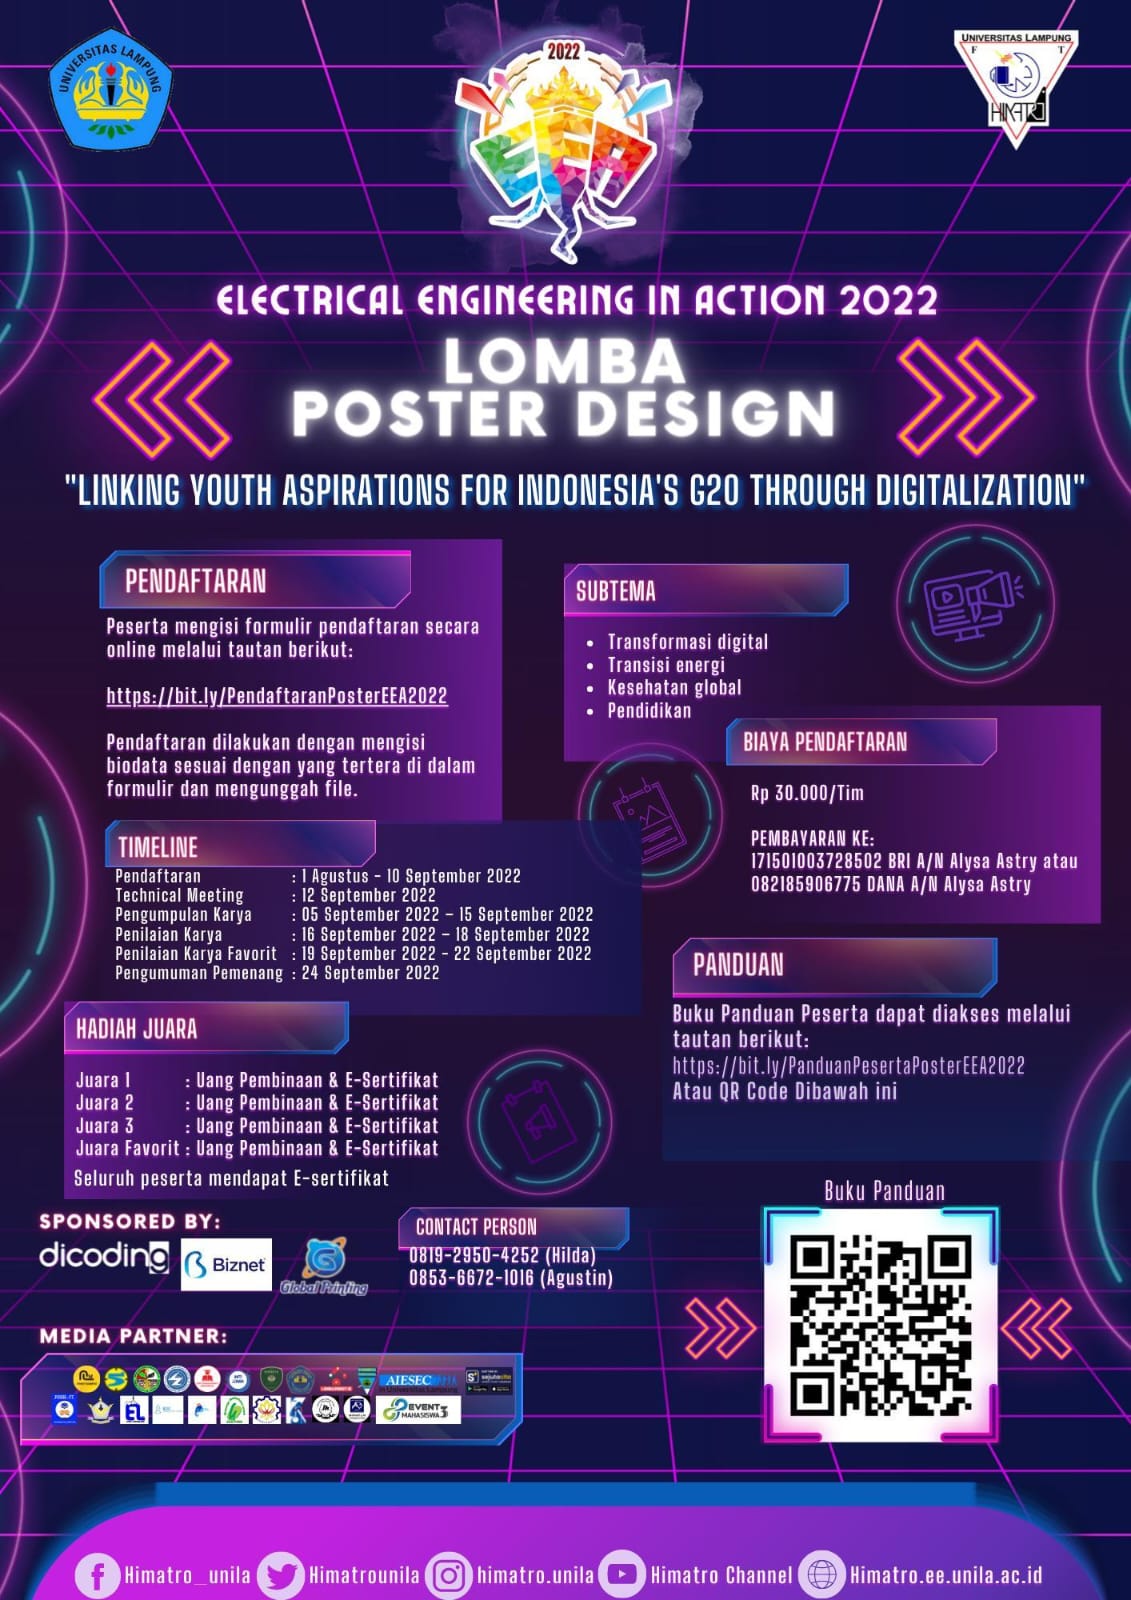 UNIVERSITAS LAMPUNG
2022
EEA
UNIVERSITAS LAMPUNG
F T
HIMATRO
ELECTRICAL ENGINEERING IN ACTION 2022
LOMBA
POSTER DESIGN
"LINKING YOUTH ASPIRATIONS FOR INDONESIA'S G20 THROUGH DIGITALIZATION"
PENDAFTARAN
Peserta mengisi formulir pendaftaran secara
online melalui tautan berikut:
https://bit.ly/PendaftaranPosterEEA2022
Pendaftaran dilakukan dengan mengisi
biodata sesuai dengan yang tertera di dalam
formulir dan mengunggah file.
SUBTEMA
• Transformasi digital
• Transisi energi
• Kesehatan global
• Pendidikan
BIAYA PENDAFTARAN
Rp 30.000/Tim
PEMBAYARAN KE:
171501003728502 BRI A/N Alysa Astry atau
082185906775 DANA A/N Alysa Astry
TIMELINE
Pendaftaran : 1 Agustus - 10 September 2022
Technical Meeting : 12 September 2022
Pengumpulan Karya : 05 September 2022 – 15 September 2022
Penilaian Karya : 16 September 2022 – 18 September 2022
Penilaian Karya Favorit : 19 September 2022 - 22 September 2022
Pengumuman Pemenang : 24 September 2022
PANDUAN
Buku Panduan Peserta dapat diakses melalui
tautan berikut:
https://bit.ly/PanduanPesertaPosterEEA2022
Atau QR Code Dibawah ini
HADIAH JUARA
Juara 1 : Uang Pembinaan & E-Sertifikat
Juara 2 : Uang Pembinaan & E-Sertifikat
Juara 3 : Uang Pembinaan & E-Sertifikat
Juara Favorit : Uang Pembinaan & E-Sertifikat
Seluruh peserta mendapat E-sertifikat
Buku Panduan
SPONSORED BY:
dicoding
Biznet
Global Printing
CONTACT PERSON
0819-2950-4252 (Hilda)
0853-6672-1016 (Agustin)
MEDIA PARTNER:
AIESEC
in Universitas Lampung
EVENT
MAHASISWA
Himatro_unila
Himatrounila
himatro.unila
Himatro Channel
Himatro.ee.unila.ac.id